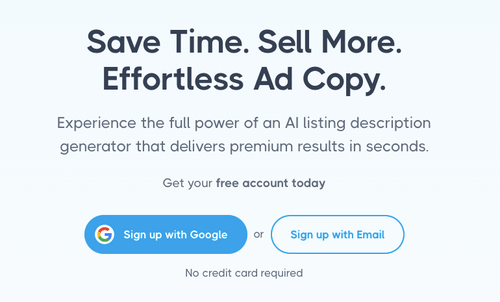 Save Time. Sell More.
Effortless Ad Copy.
Experience the full power of an AI listing description
generator that delivers premium results in seconds.
Get your free account today
Sign up with Google or Sign up with Email
No credit card required